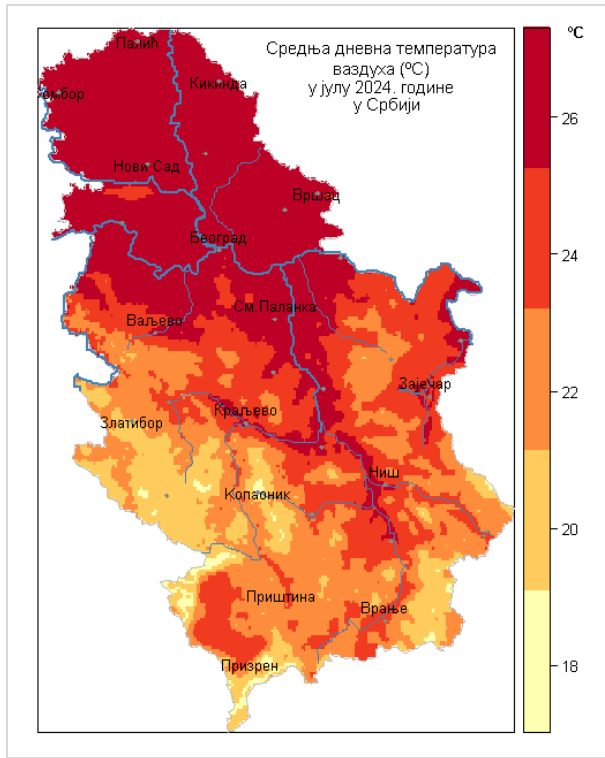 Средња дневна температура
ваздуха (ºC)
у јулу 2024. године
у Србији
Палић
Кикинда
омбор
Нови Сад
Вршац
Београд
См.Паланка
Ваљево
Зајечар
Златибор
Краљево
Ниш
Копаоник
Приштина
Врање
Призрен
ºC
26
24
22
20
18